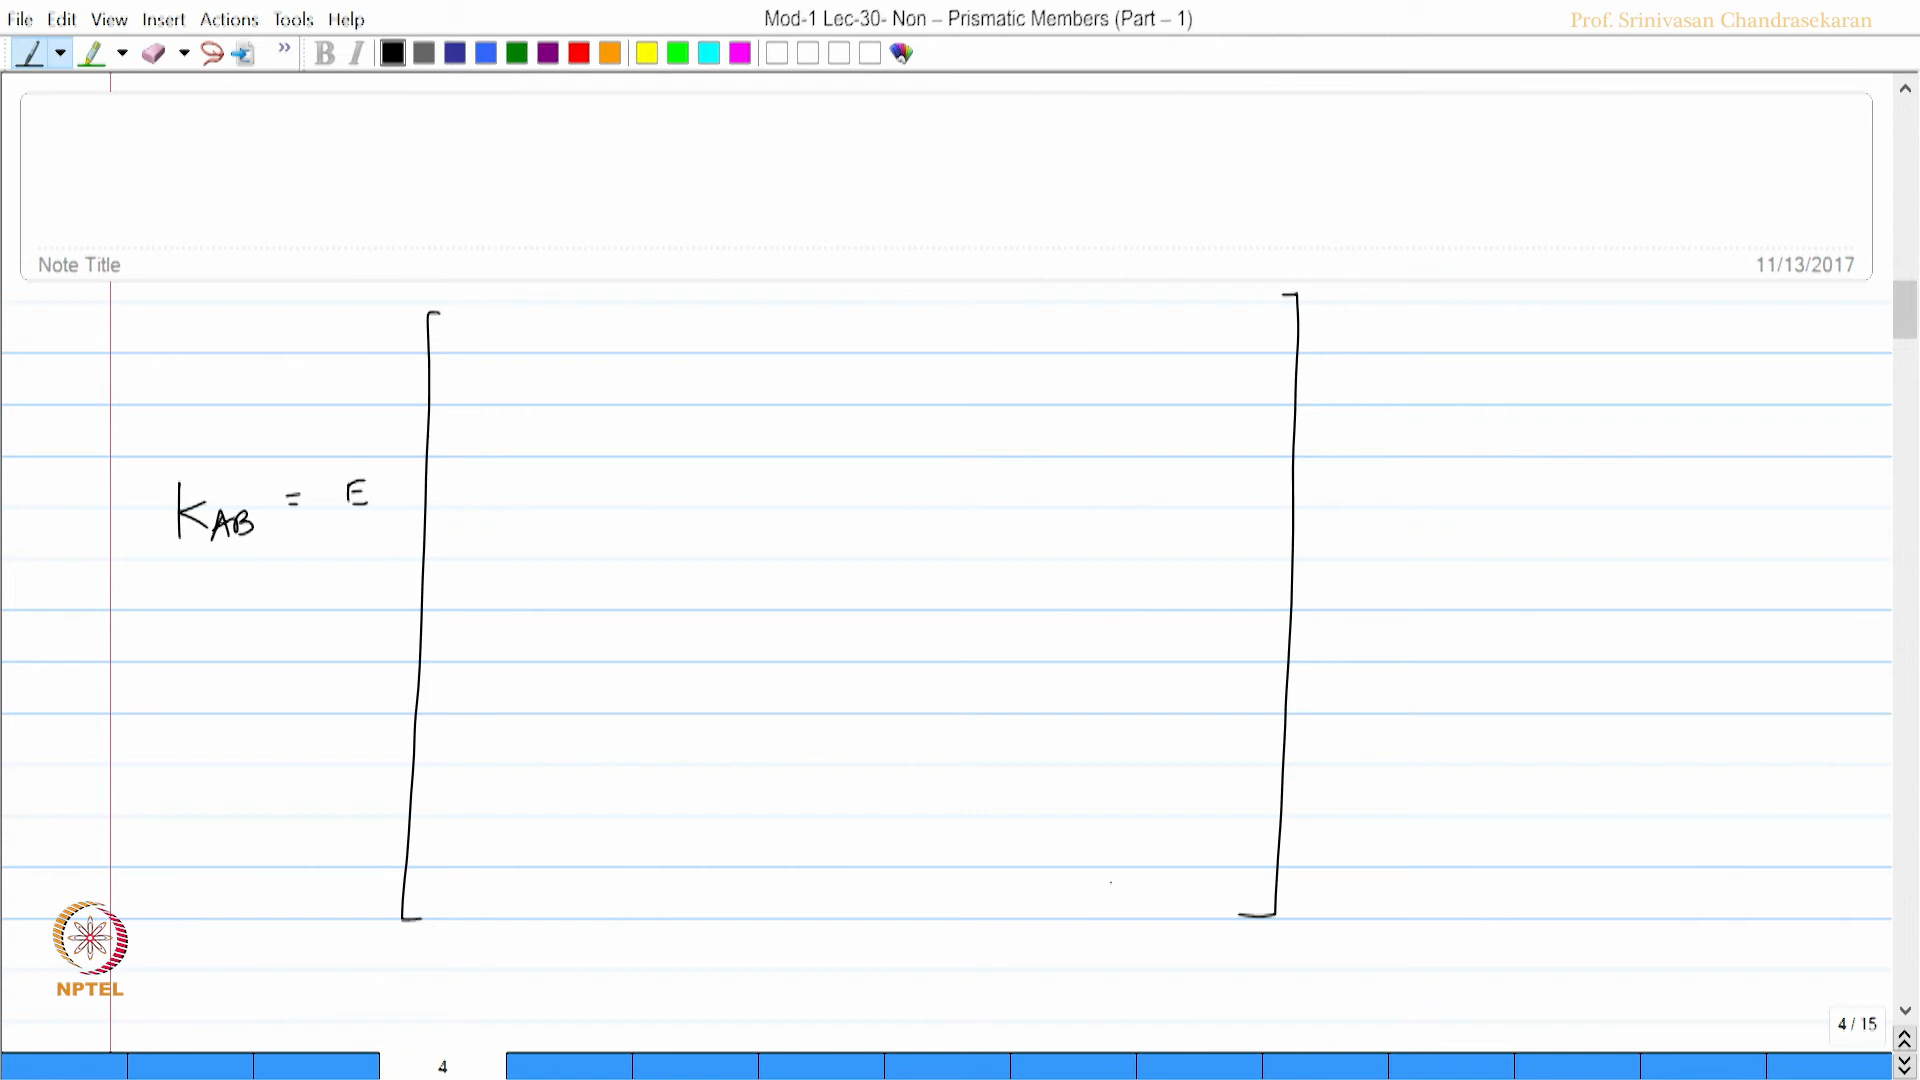 File Edit View Insert Actions Tools Help
Mod-1 Lec-30- Non – Prismatic Members (Part – 1)
Prof. Srinivasan Chandrasekaran
B I
Note Title
11/13/2017
K_AB = E
NPTEL
4 / 15
4